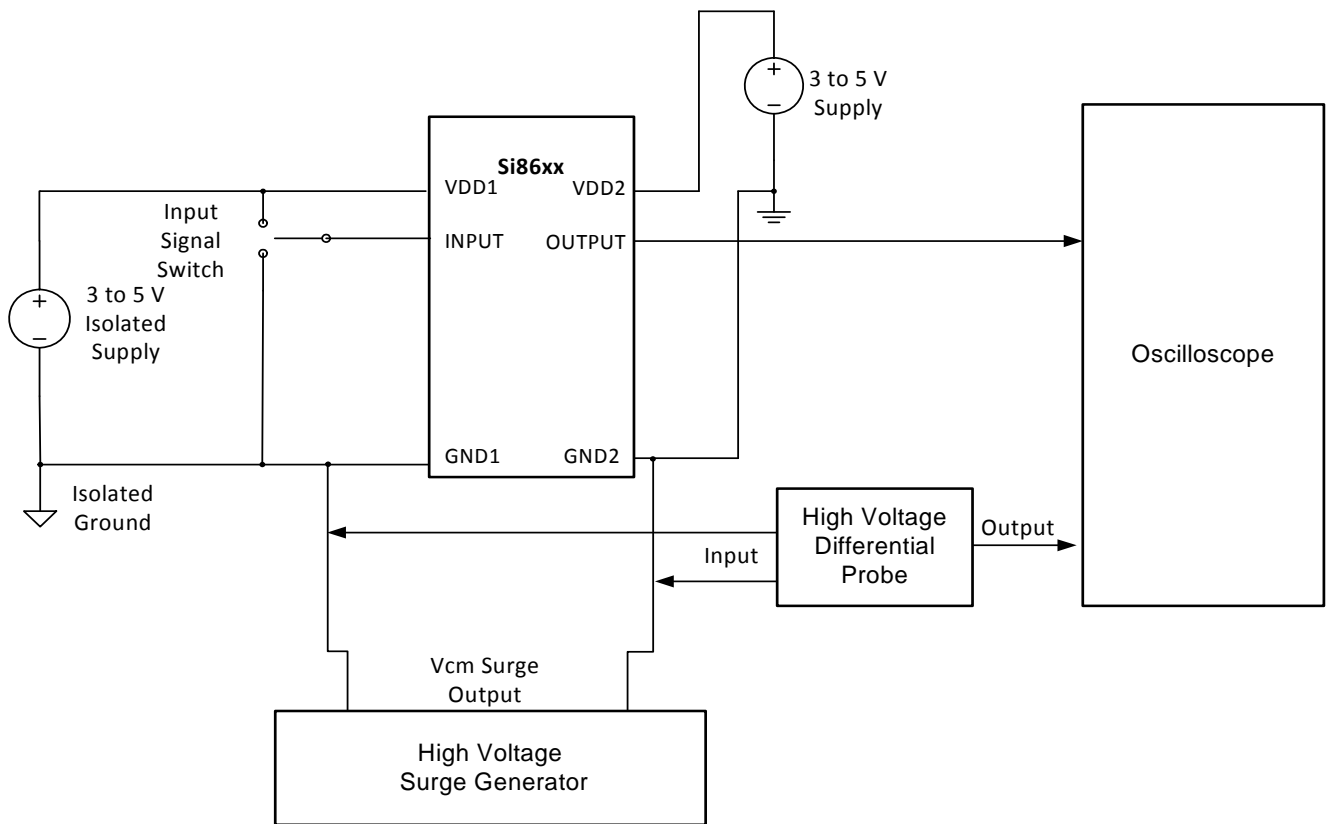 3 to 5 V
Supply
Si86xx
VDD1
VDD2
Input
Signal
Switch
INPUT
OUTPUT
+
–
3 to 5 V
Isolated
Supply
+
–
Oscilloscope
GND1
GND2
Isolated
Ground
High Voltage
Differential
Probe
Input
Output
Vcm Surge
Output
High Voltage
Surge Generator